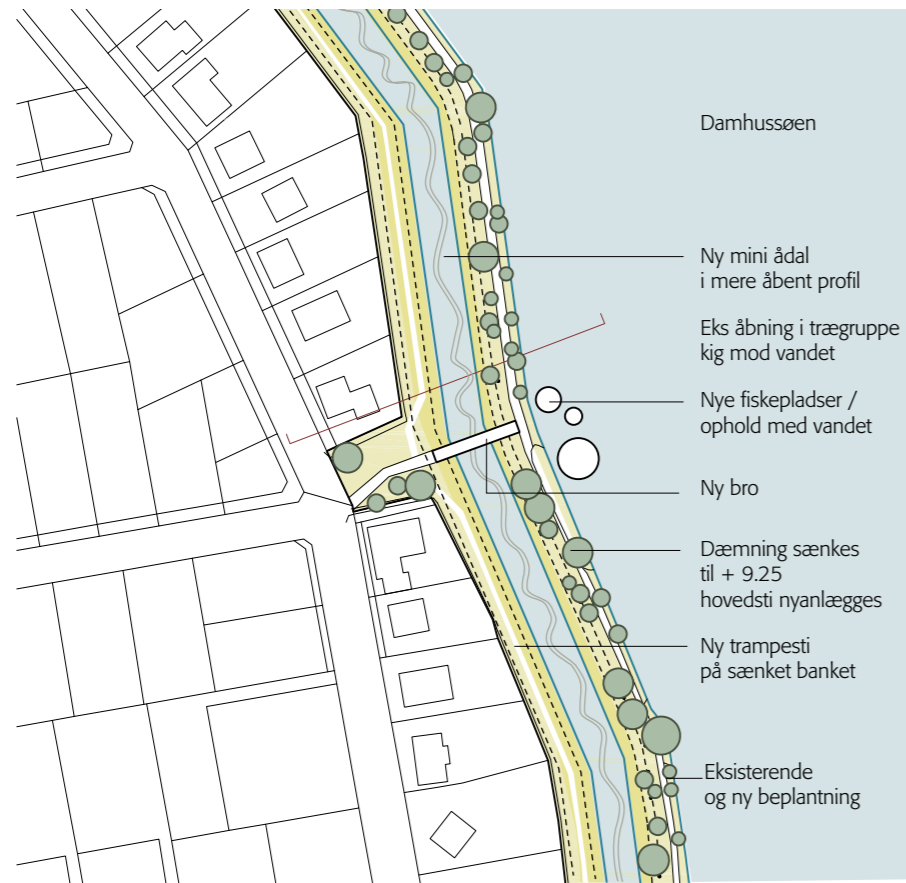 Damhussøen
Ny mini ådal
i mere åbent profil
Eks åbning i trægruppe
kig mod vandet
Nye fiskepladser /
ophold med vandet
Ny bro
Dæmning sænkes
til + 9.25
hovedsti nyanlægges
Ny trampesti
på sænket banket
Eksisterende
og ny beplantning